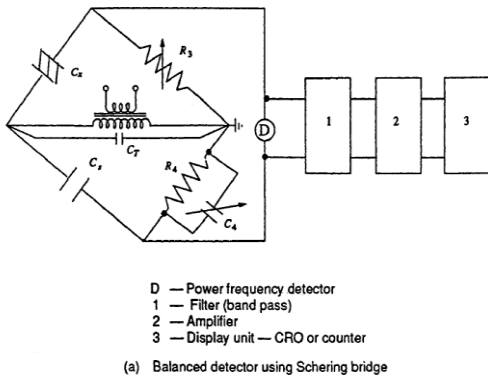 R3
Cx
D
1
2
3
CT
Cs
R4
C4
D — Power frequency detector
1 — Filter (band pass)
2 — Amplifier
3 — Display unit — CRO or counter
(a) Balanced detector using Schering bridge